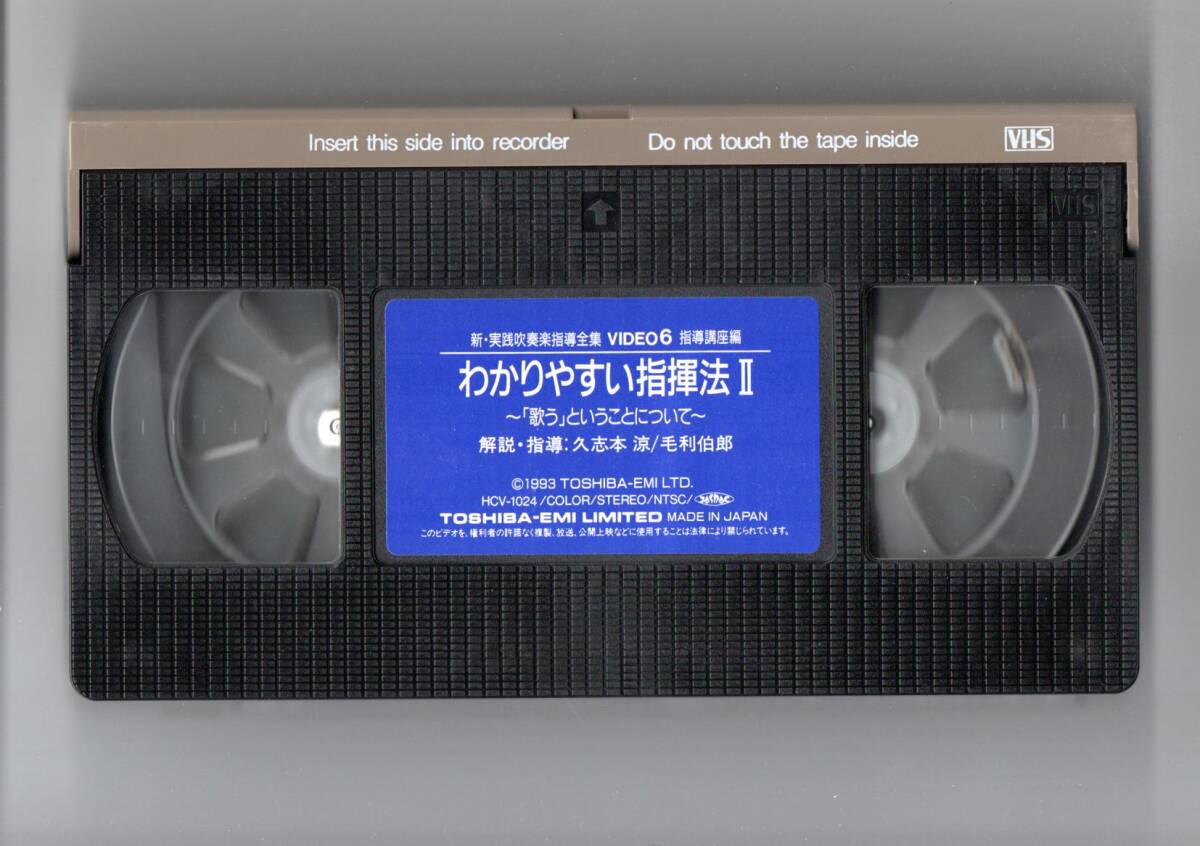 Insert this side into recorder Do not touch the tape inside VHS
VHS
新・実践吹奏楽指導全集 VIDEO6 指導講座編
わかりやすい指揮法Ⅱ
〜「歌う」ということについて〜
解説・指導:久志本 涼/毛利伯郎
©1993 TOSHIBA-EMI LTD.
HCV-1024/COLOR/STEREO/NTSC/
TOSHIBA-EMI LIMITED MADE IN JAPAN
このビデオを、権利者の許諾なく複製、放送、公開上映などに使用することは法律により禁じられています。